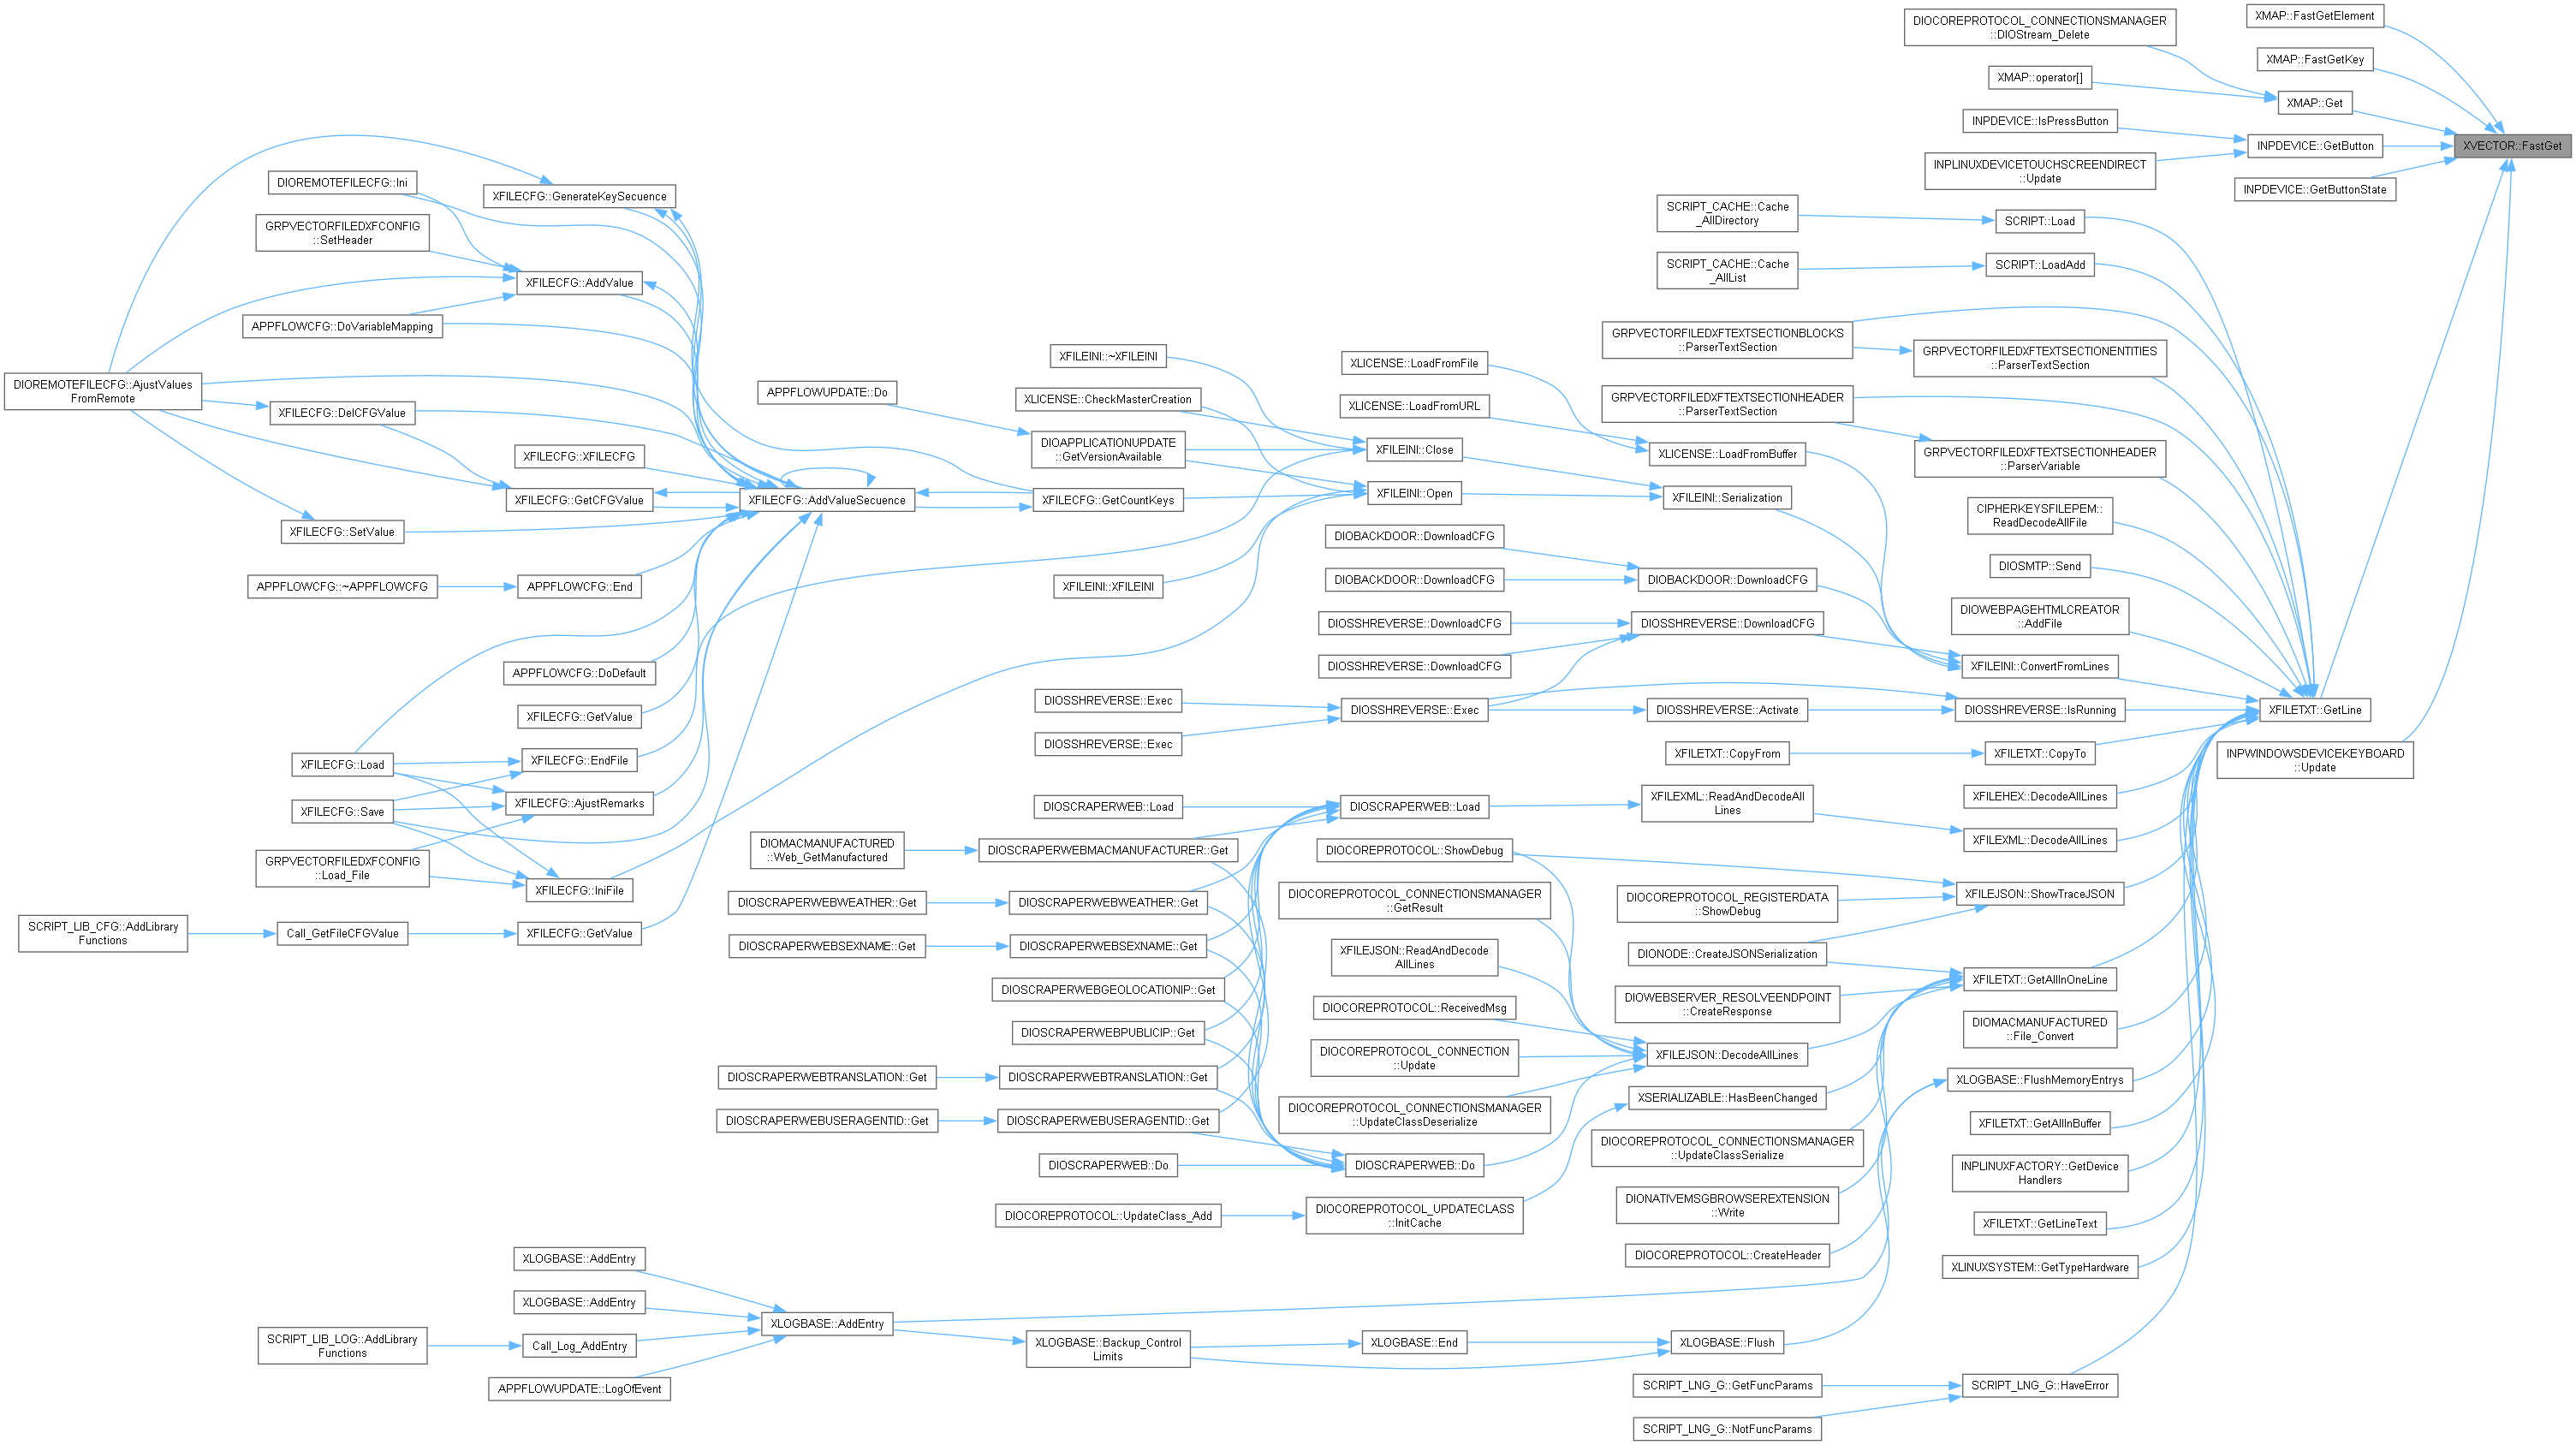 XMAP::FastGetElement
DIOCOREPROTOCOL_CONNECTIONSMANAGER
::DIOStream_Delete
XMAP::FastGetKey
XMAP::operator[]
XMAP::Get
INPDEVICE::IsPressButton
XVECTOR::FastGet
INPDEVICE::GetButton
INPLINUXDEVICETOUCHSCREENDIRECT
::Update
INPDEVICE::GetButtonState
DIOREMOTEFILECFG::Ini
XFILECFG::GenerateKeySecuence
SCRIPT_CACHE::Cache
_AllDirectory
SCRIPT::Load
GRPVECTORFILEDXFCONFIG
::SetHeader
SCRIPT_CACHE::Cache
_AllList
SCRIPT::LoadAdd
XFILECFG::AddValue
APPFLOWCFG::DoVariableMapping
GRPVECTORFILEDXFTEXTSECTIONBLOCKS
::ParserTextSection
GRPVECTORFILEDXFTEXTSECTIONENTITIES
::ParserTextSection
XFILEINI::~XFILEINI
XLICENSE::LoadFromFile
DIOREMOTEFILECFG::AjustValues
FromRemote
APPFLOWUPDATE::Do
XLICENSE::CheckMasterCreation
XLICENSE::LoadFromURL
GRPVECTORFILEDXFTEXTSECTIONHEADER
::ParserTextSection
XFILECFG::DelCFGValue
XFILECFG::XFILECFG
DIOAPPLICATIONUPDATE
::GetVersionAvailable
XFILEINI::Close
XLICENSE::LoadFromBuffer
GRPVECTORFILEDXFTEXTSECTIONHEADER
::ParserVariable
XFILECFG::GetCFGValue
XFILECFG::AddValueSecuence
XFILECFG::GetCountKeys
XFILEINI::Open
XFILEINI::Serialization
XFILECFG::SetValue
CIPHERKEYSFILEPEM::
ReadDecodeAllFile
DIOBACKDOOR::DownloadCFG
DIOSMTP::Send
APPFLOWCFG::~APPFLOWCFG
APPFLOWCFG::End
XFILEINI::XFILEINI
DIOBACKDOOR::DownloadCFG
DIOBACKDOOR::DownloadCFG
DIOWEBPAGEHTMLCREATOR
::AddFile
DIOSSHREVERSE::DownloadCFG
DIOSSHREVERSE::DownloadCFG
APPFLOWCFG::DoDefault
DIOSSHREVERSE::DownloadCFG
XFILEINI::ConvertFromLines
XFILECFG::GetValue
DIOSSHREVERSE::Exec
DIOSSHREVERSE::Exec
DIOSSHREVERSE::Activate
DIOSSHREVERSE::IsRunning
XFILETXT::GetLine
DIOSSHREVERSE::Exec
XFILETXT::CopyFrom
XFILETXT::CopyTo
INPWINDOWSDEVICEKEYBOARD
::Update
XFILECFG::Load
XFILECFG::EndFile
XFILECFG::Save
XFILECFG::AjustRemarks
DIOSCRAPERWEB::Load
DIOSCRAPERWEB::Load
XFILEXML::ReadAndDecodeAll
Lines
XFILEHEX::DecodeAllLines
DIOMACMANUFACTURED
::Web_GetManufactured
DIOSCRAPERWEBMACMANUFACTURER::Get
DIOCOREPROTOCOL::ShowDebug
XFILEXML::DecodeAllLines
GRPVECTORFILEDXFCONFIG
::Load_File
XFILECFG::IniFile
DIOSCRAPERWEBWEATHER::Get
DIOSCRAPERWEBWEATHER::Get
DIOCOREPROTOCOL_CONNECTIONSMANAGER
::GetResult
DIOCOREPROTOCOL_REGISTERDATA
::ShowDebug
XFILEJSON::ShowTraceJSON
SCRIPT_LIB_CFG::AddLibrary
Functions
Call_GetFileCFGValue
XFILECFG::GetValue
DIOSCRAPERWEBSEXNAME::Get
DIOSCRAPERWEBSEXNAME::Get
XFILEJSON::ReadAndDecode
AllLines
DIONODE::CreateJSONSerialization
DIOSCRAPERWEBGEOLOCATIONIP::Get
DIOCOREPROTOCOL::ReceivedMsg
DIOWEBSERVER_RESOLVEENDPOINT
::CreateResponse
XFILETXT::GetAllInOneLine
DIOSCRAPERWEBPUBLICIP::Get
DIOCOREPROTOCOL_CONNECTION
::Update
XFILEJSON::DecodeAllLines
DIOMACMANUFACTURED
::File_Convert
DIOSCRAPERWEBTRANSLATION::Get
DIOSCRAPERWEBTRANSLATION::Get
XSERIALIZABLE::HasBeenChanged
XLOGBASE::FlushMemoryEntrys
DIOSCRAPERWEBUSERAGENTID::Get
DIOSCRAPERWEBUSERAGENTID::Get
DIOCOREPROTOCOL_CONNECTIONSMANAGER
::UpdateClassDeserialize
DIOCOREPROTOCOL_CONNECTIONSMANAGER
::UpdateClassSerialize
XFILETXT::GetAllInBuffer
DIOSCRAPERWEB::Do
DIOSCRAPERWEB::Do
INPLINUXFACTORY::GetDevice
Handlers
DIONATIVEMSGBROWSEREXTENSION
::Write
DIOCOREPROTOCOL::UpdateClass_Add
DIOCOREPROTOCOL_UPDATECLASS
::InitCache
XFILETXT::GetLineText
DIOCOREPROTOCOL::CreateHeader
XLINUXSYSTEM::GetTypeHardware
XLOGBASE::AddEntry
XLOGBASE::AddEntry
XLOGBASE::AddEntry
SCRIPT_LIB_LOG::AddLibrary
Functions
Call_Log_AddEntry
XLOGBASE::Backup_Control
Limits
XLOGBASE::End
XLOGBASE::Flush
APPFLOWUPDATE::LogOfEvent
SCRIPT_LNG_G::GetFuncParams
SCRIPT_LNG_G::HaveError
SCRIPT_LNG_G::NotFuncParams